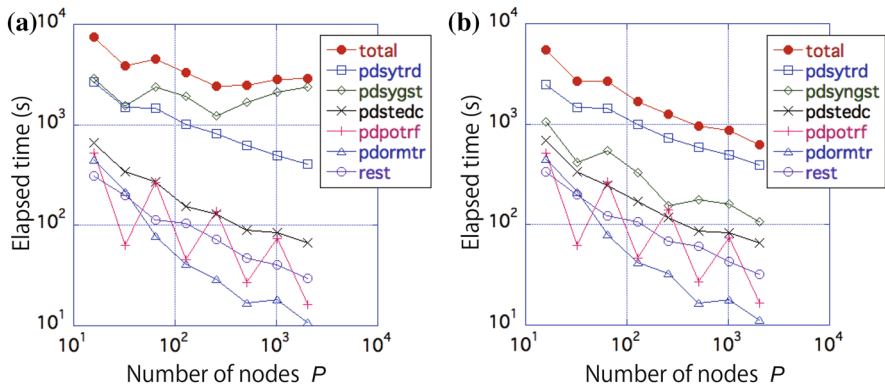 (a)
10^4
10^3
10^2
10^1
Elapsed time (s)
total
pdsytrd
pdsygst
pdstedc
pdpotrf
pdormtr
rest
10^1 10^2 10^3 10^4
Number of nodes P
(b)
10^4
10^3
10^2
10^1
Elapsed time (s)
total
pdsytrd
pdsyngst
pdstedc
pdpotrf
pdormtr
rest
10^1 10^2 10^3 10^4
Number of nodes P